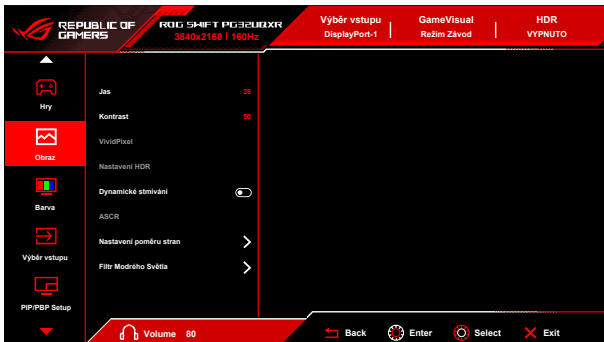 REPUBLIC OF
GAMERS
ROG SWIFT PG32UQXR
3840x2160 | 160Hz
Výběr vstupu
DisplayPort-1
GameVisual
Režim Závod
HDR
VYPNUTO
Hry
Obraz
Barva
Výběr vstupu
PIP/PBP Setup
Jas 25
Kontrast 50
VividPixel
Nastavení HDR
Dynamické stmívání
ASCR
Nastavení poměru stran
Filtr Modrého Světla
Volume 80
Back
Enter
Select
Exit